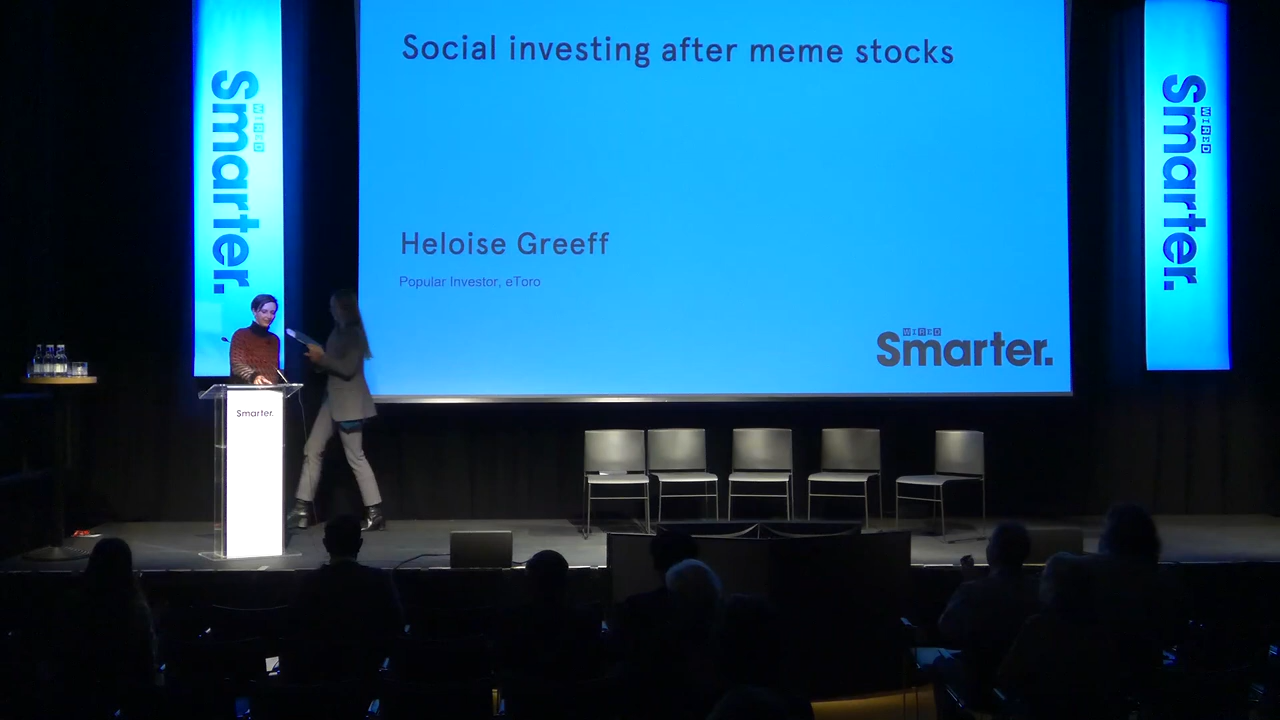 Social investing after meme stocks
Heloise Greeff
Popular Investor, eToro
WIRED
Smarter.
WIRED
Smarter.
WIRED
Smarter.
Smarter.